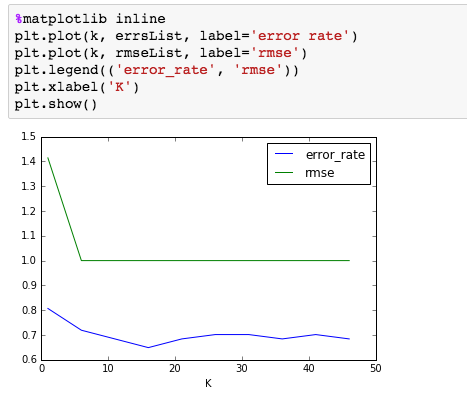 %matplotlib inline
plt.plot(k, errsList, label='error rate')
plt.plot(k, rmseList, label='rmse')
plt.legend(('error_rate', 'rmse'))
plt.xlabel('K')
plt.show()
1.5
1.4
1.3
1.2
1.1
1.0
0.9
0.8
0.7
0.6
error_rate
rmse
0
10
20
30
40
50
K